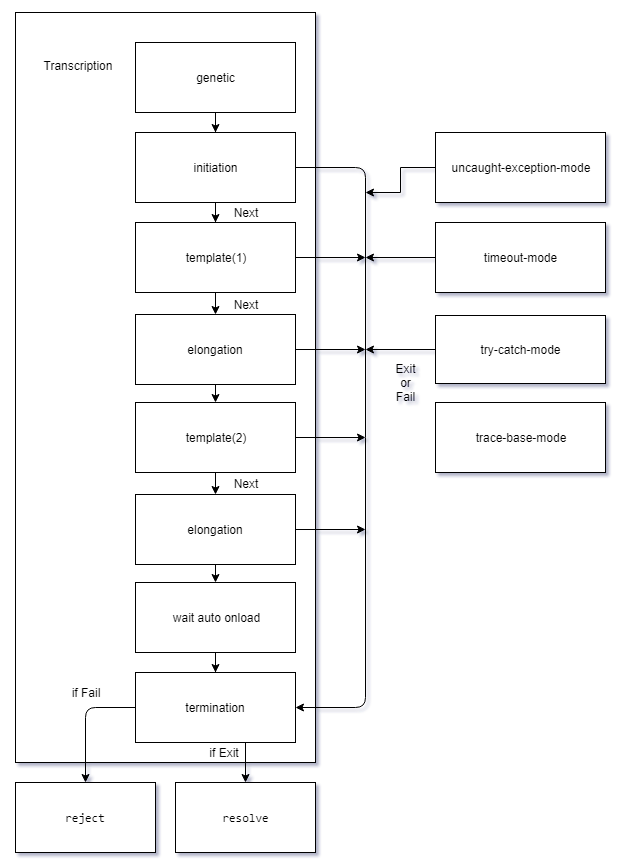 Transcription
genetic
initiation
uncaught-exception-mode
Next
template(1)
timeout-mode
Next
elongation
try-catch-mode
Exit
or
Fail
template(2)
trace-base-mode
Next
elongation
wait auto onload
if Fail
termination
if Exit
reject
resolve